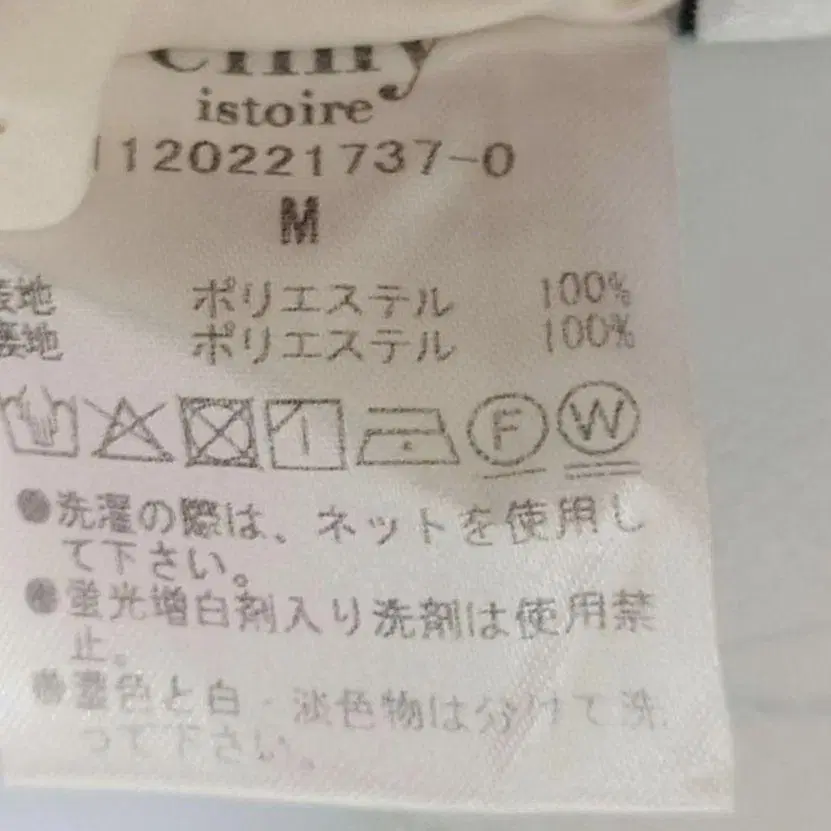 istoire
1120221737-0
M
表地 ポリエステル 100%
裏地 ポリエステル 100%
F W
●洗濯の際は、ネットを使用し
て下さい。
●蛍光増白剤入り洗剤は使用禁
止。
●濃色と白・淡色物は分けて洗
って下さい。